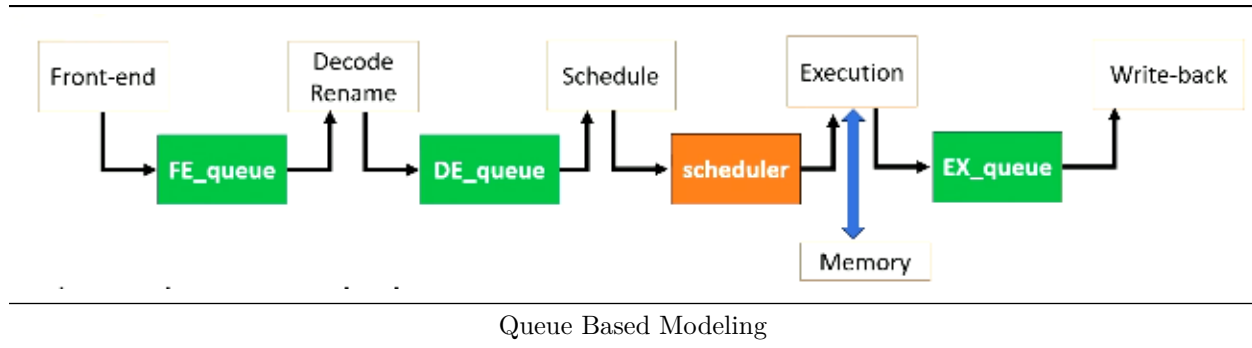 Front-end
Decode
Rename
Schedule
Execution
Write-back
FE_queue
DE_queue
scheduler
EX_queue
Memory
Queue Based Modeling